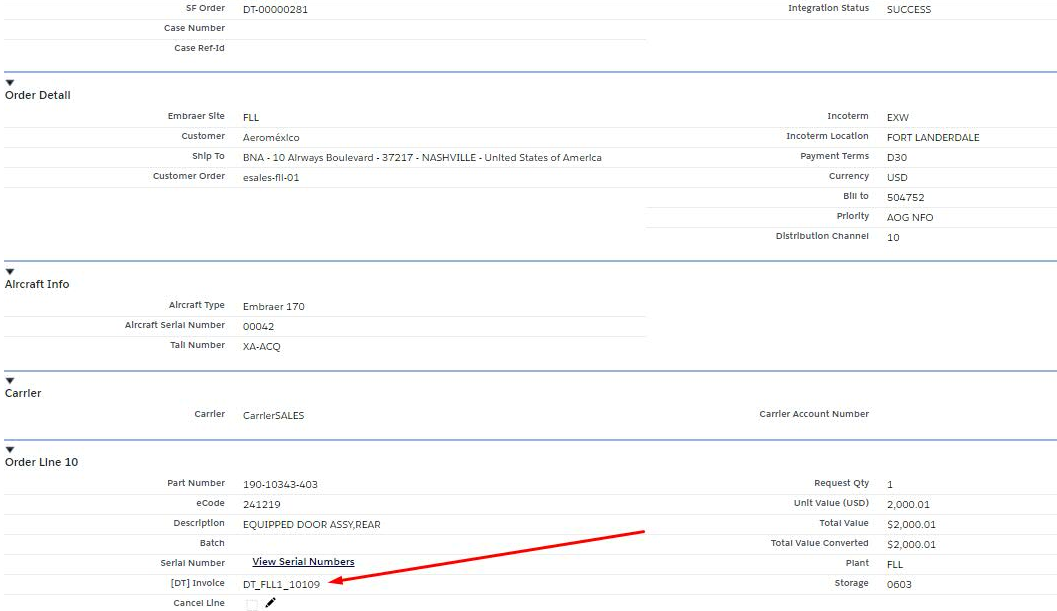 SF Order DT-00000281 Integration Status SUCCESS
Case Number
Case Ref-Id
Order Detail
Embraer Site FLL Incoterm EXW
Customer Aeroméxico Incoterm Location FORT LANDERDALE
Ship To BNA - 10 Airways Boulevard - 37217 - NASHVILLE - United States of America Payment Terms D30
Customer Order esales-fll-01 Currency USD
Bill to 504752
Priority AOG NFO
Distribution Channel 10
Aircraft Info
Aircraft Type Embraer 170
Aircraft Serial Number 00042
Tail Number XA-ACQ
Carrier
Carrier CarrierSALES Carrier Account Number
Order Line 10
Part Number 190-10343-403 Request Qty 1
eCode 241219 Unit Value (USD) 2,000.01
Description EQUIPPED DOOR ASSY,REAR Total Value $2,000.01
Batch Total Value Converted $2,000.01
Serial Number View Serial Numbers Plant FLL
[DT] Invoice DT_FLL1_10109 Storage 0603
Cancel Line